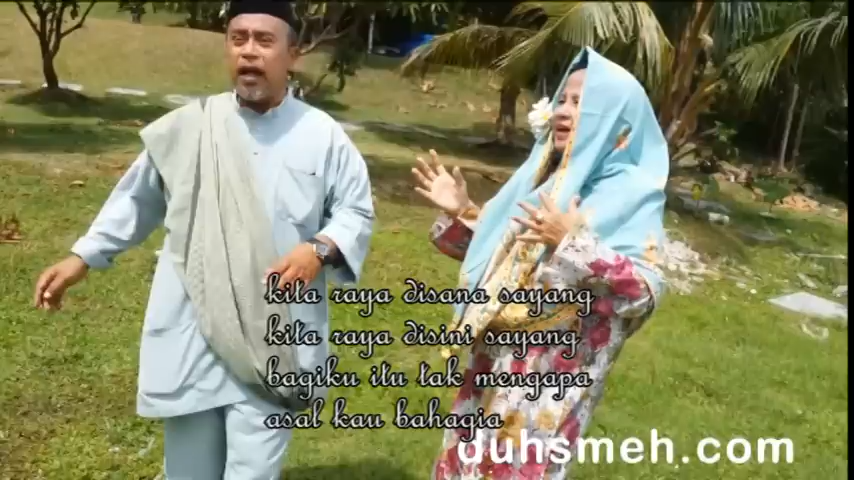 kita raya disana sayang
kita raya disini sayang
bagiku itu tak mengapa
asal kau bahagia
duhsmeh.com